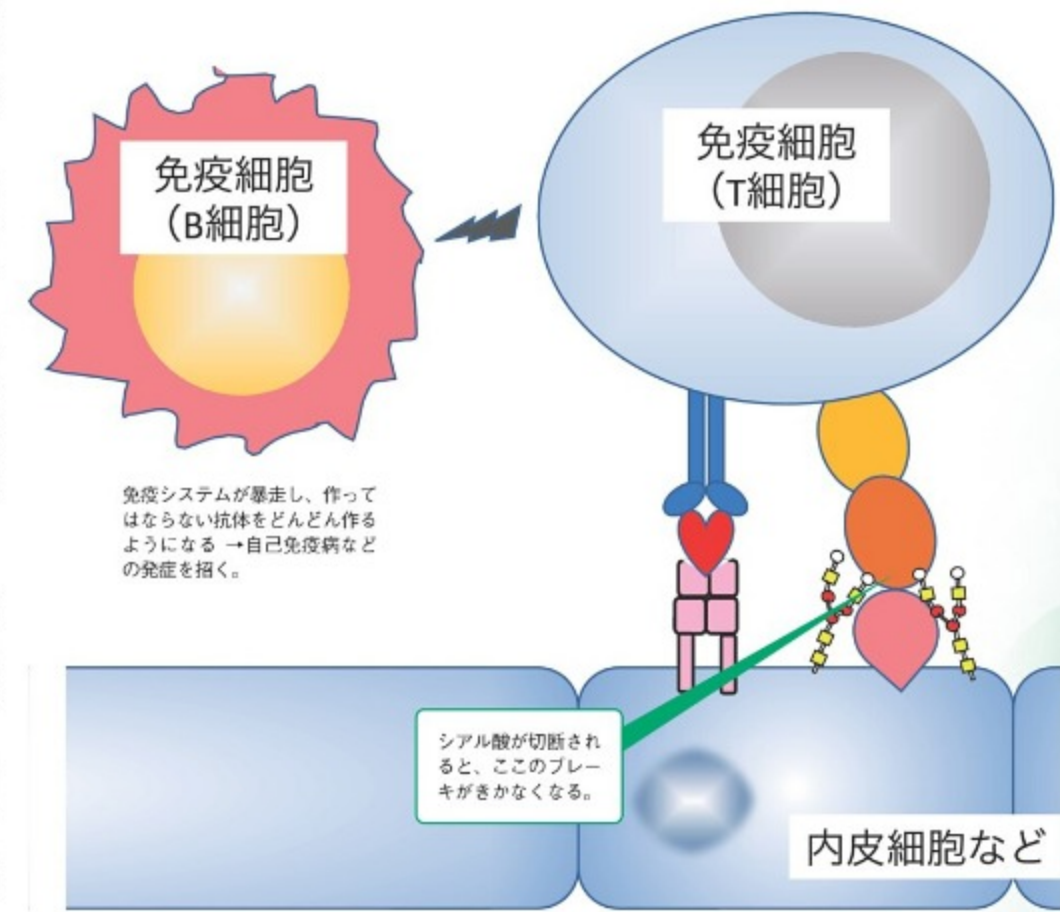 免疫細胞
（B細胞）
免疫細胞
（T細胞）
免疫システムが暴走し、作って
はならない抗体をどんどん作る
ようになる →自己免疫病など
の発症を招く。
シアル酸が切断され
ると、ここのブレー
キがきかなくなる。
内皮細胞など